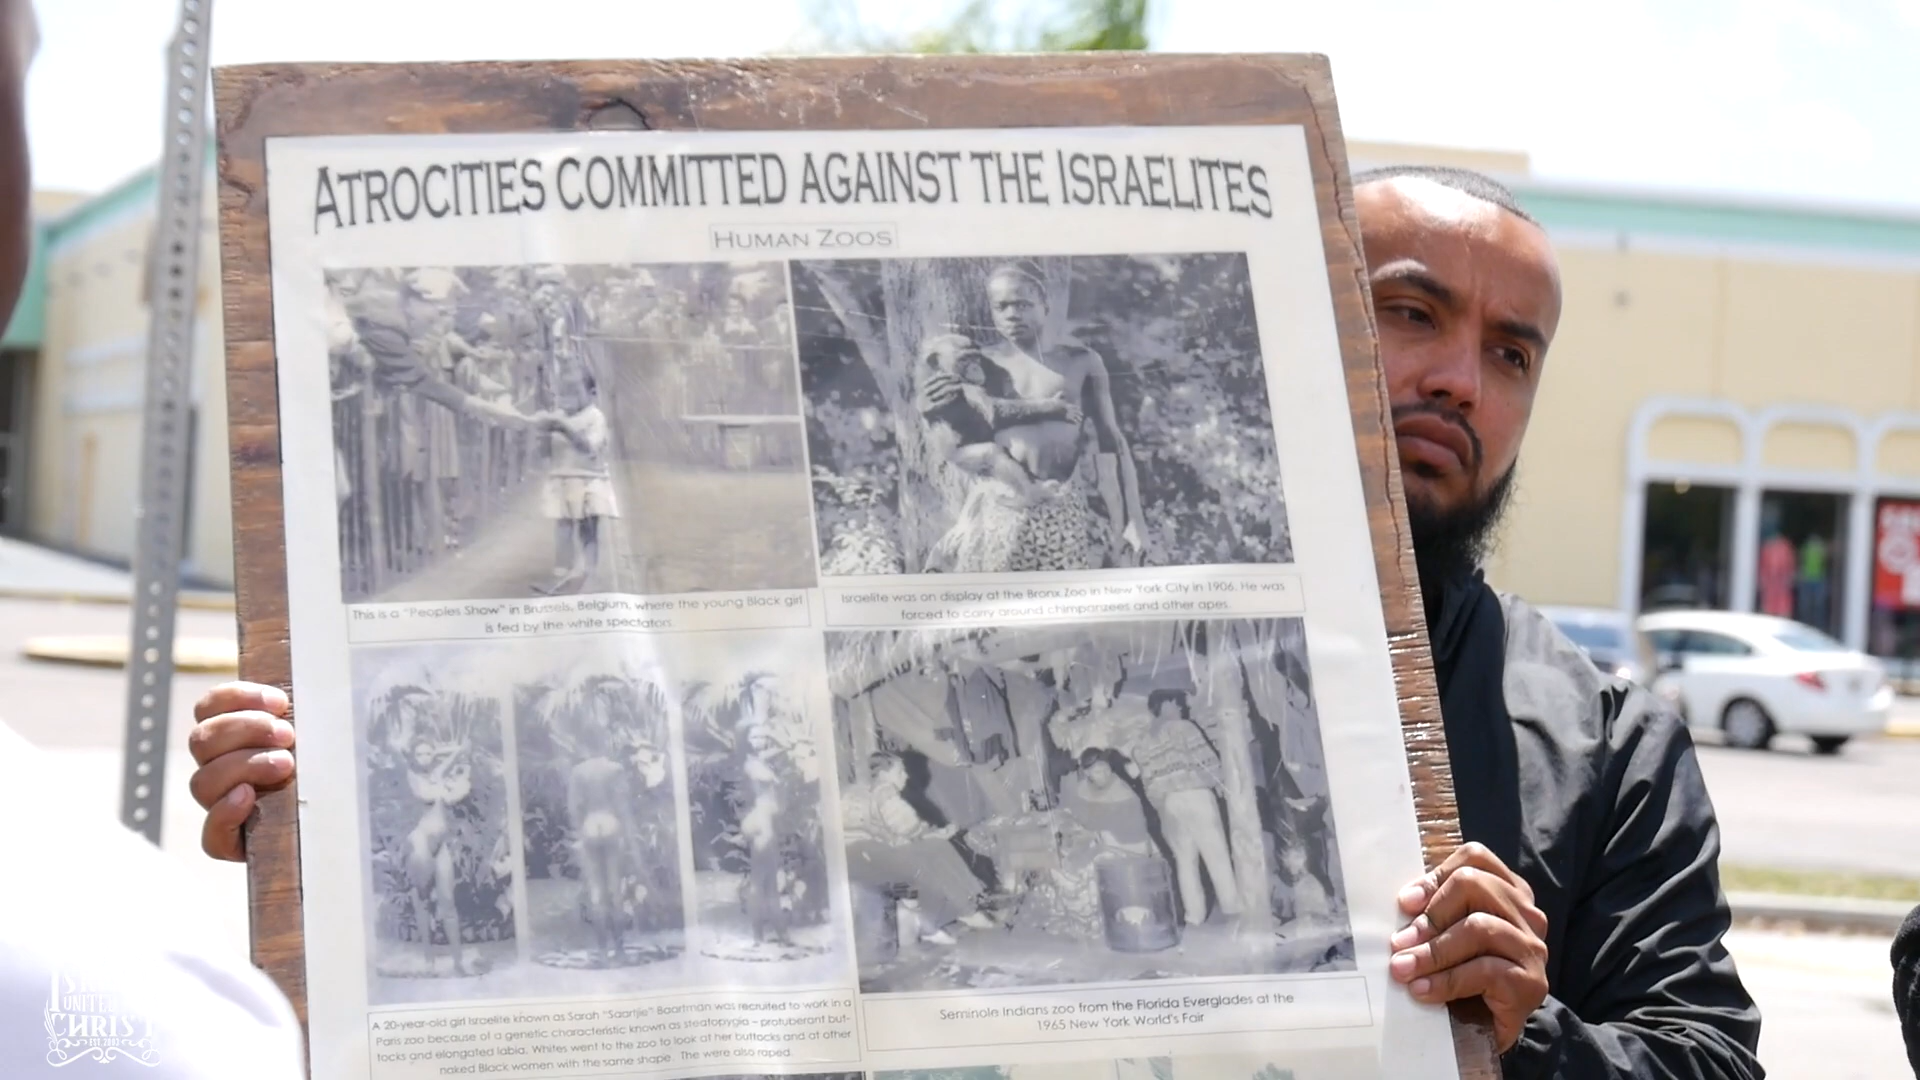 ATROCITIES COMMITTED AGAINST THE ISRAELITES
HUMAN ZOOS
This is a "Peoples Show" in Brussels, Belgium, where the young Black girl
is fed by the white spectators.
Israelite was on display at the Bronx Zoo in New York City in 1906. He was
forced to carry around chimpanzees and other apes.
A 20-year-old girl Israelite known as Sarah "Saartjie" Baartman was recruited to work in a
Paris zoo because of a genetic characteristic known as steatopygia – protuberant but-
tocks and elongated labia. Whites went to the zoo to look at her buttocks and at other
naked Black women with the same shape. The were also raped.
Seminole Indians zoo from the Florida Everglades at the
1965 New York World's Fair
UNITED
CHRIST
EST. 2003